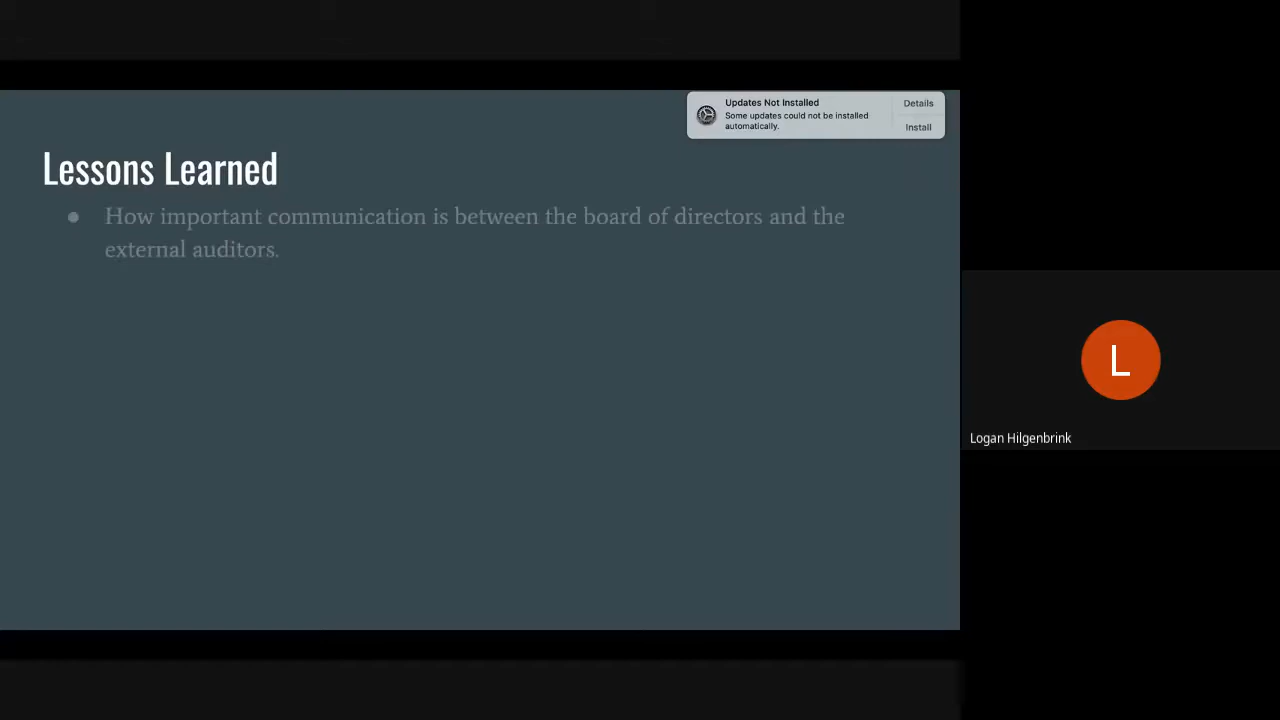 Updates Not Installed
Details
Some updates could not be installed
automatically.
Install
Lessons Learned
● How important communication is between the board of directors and the
external auditors.
L
Logan Hilgenbrink